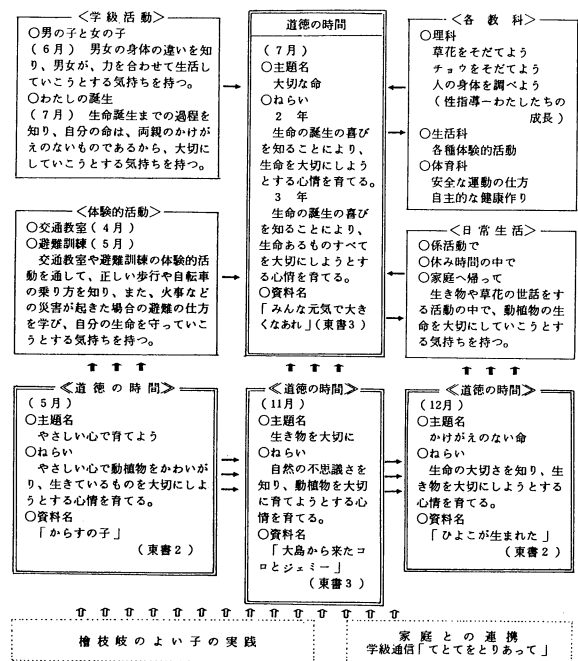 ＜学級活動＞
○男の子と女の子
（６月） 男女の身体の違いを知
り、男女が、力を合わせて生活し
ていこうとする気持ちを持つ。
○わたしの誕生
（７月） 生命誕生までの過程を
知り、自分の命は、両親のかけが
えのないものであるから、大切に
していこうとする気持ちを持つ。
＜体験的活動＞
○交通教室（４月）
○避難訓練（５月）
交通教室や避難訓練の体験的活
動を通して、正しい歩行や自転車
の乗り方を知り、また、火事など
の災害が起きた場合の避難の仕方
を学び、自分の生命を守っていこ
うとする気持ちを持つ。
道徳の時間
（７月）
○主題名
大切な命
○ねらい
２ 年
生命の誕生の喜び
を知ることにより、
生命を大切にしよう
とする心情を育てる。
３ 年
生命の誕生の喜び
を知ることにより、
生命あるものすべて
を大切にしようとす
る心情を育てる。
○資料名
「みんな元気で大き
くなあれ」（東書３）
＜各教科＞
○理科
草花をそだてよう
チョウをそだてよう
人の身体を調べよう
（性指導－わたしたちの
成長）
○生活科
各種体験的活動
○体育科
安全な運動の仕方
自主的な健康作り
＜日常生活＞
○係活動で
○休み時間の中で
○家庭へ帰って
生き物や草花の世話をす
る活動の中で、動植物の生
命を大切にしていこうとす
る気持ちを持つ。
≪道徳の時間≫
（５月）
○主題名
やさしい心で育てよう
○ねらい
やさしい心で動植物をかわいが
り、生きているものを大切にしよ
うとする心情を育てる。
○資料名
「からすの子」
（東書２）
≪道徳の時間≫
（11月）
○主題名
生き物を大切に
○ねらい
自然の不思議さを
知り、動植物を大切
に育てようとする心
情を育てる。
○資料名
「大島から来たコ
ロとジェミー」
（東書３）
≪道徳の時間≫
（12月）
○主題名
かけがえのない命
○ねらい
生命の大切さを知り、生
き物を大切にしようとする
心情を育てる。
○資料名
「ひよこが生まれた」
（東書２）
檜枝岐のよい子の実践
家庭との連携
学級通信「てとてをとりあって」